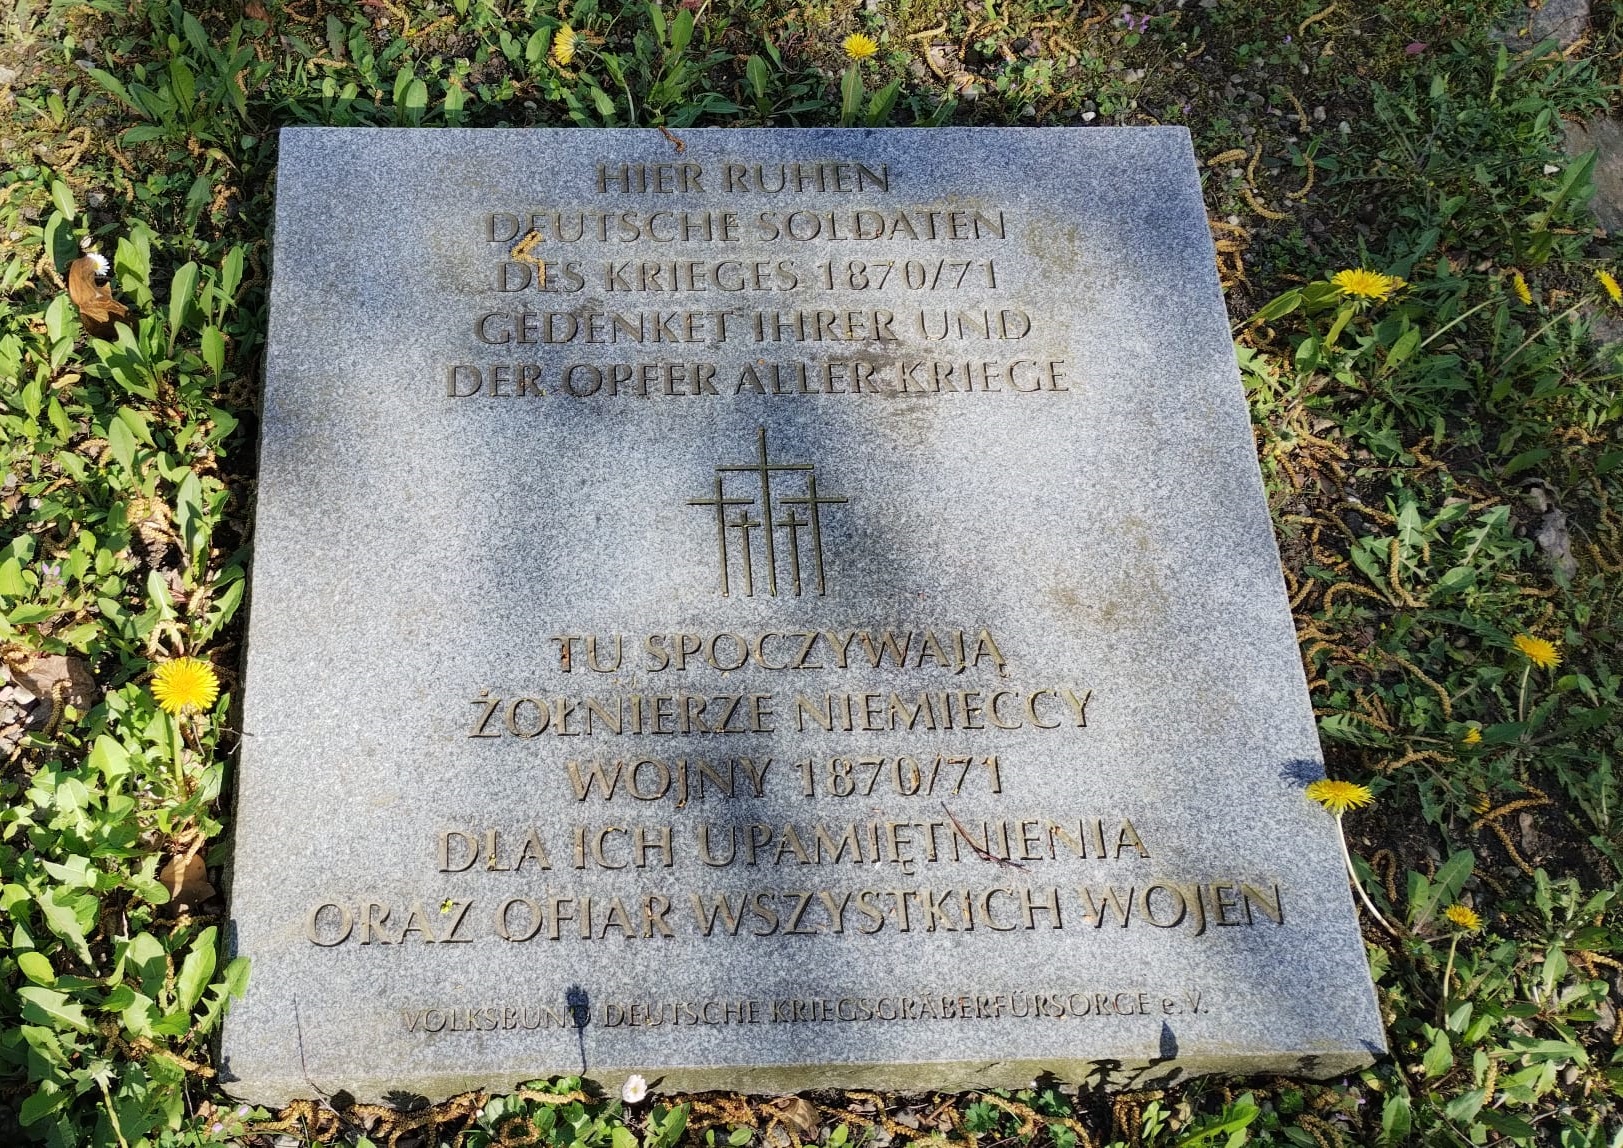 HIER RUHEN
DEUTSCHE SOLDATEN
DES KRIEGES 1870/71
GEDENKET IHRER UND
DER OPFER ALLER KRIEGE
TU SPOCZYWAJĄ
ŻOŁNIERZE NIEMIECCY
WOJNY 1870/71
DLA ICH UPAMIĘTNIENIA
ORAZ OFIAR WSZYSTKICH WOJEN
VOLKSBUND DEUTSCHE KRIEGSGRÄBERFÜRSORGE e.V.